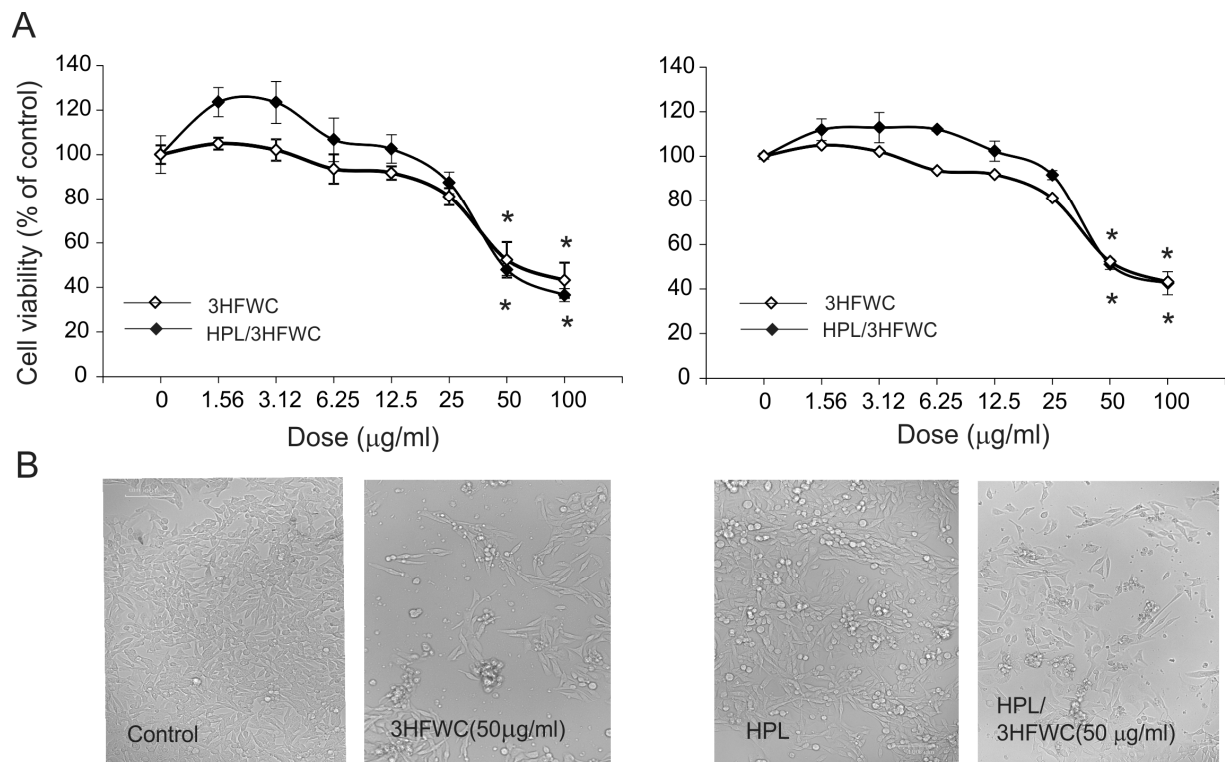 A
Cell viability (% of control)
140
120
100
80
60
40
20
0
3HFWC
HPL/3HFWC
0 1.56 3.12 6.25 12.5 25 50 100
Dose (μg/ml)
* *
* *
140
120
100
80
60
40
20
0
3HFWC
HPL/3HFWC
0 1.56 3.12 6.25 12.5 25 50 100
Dose (μg/ml)
* *
* *
B
Control
3HFWC(50μg/ml)
HPL
HPL/
3HFWC(50 μg/ml)